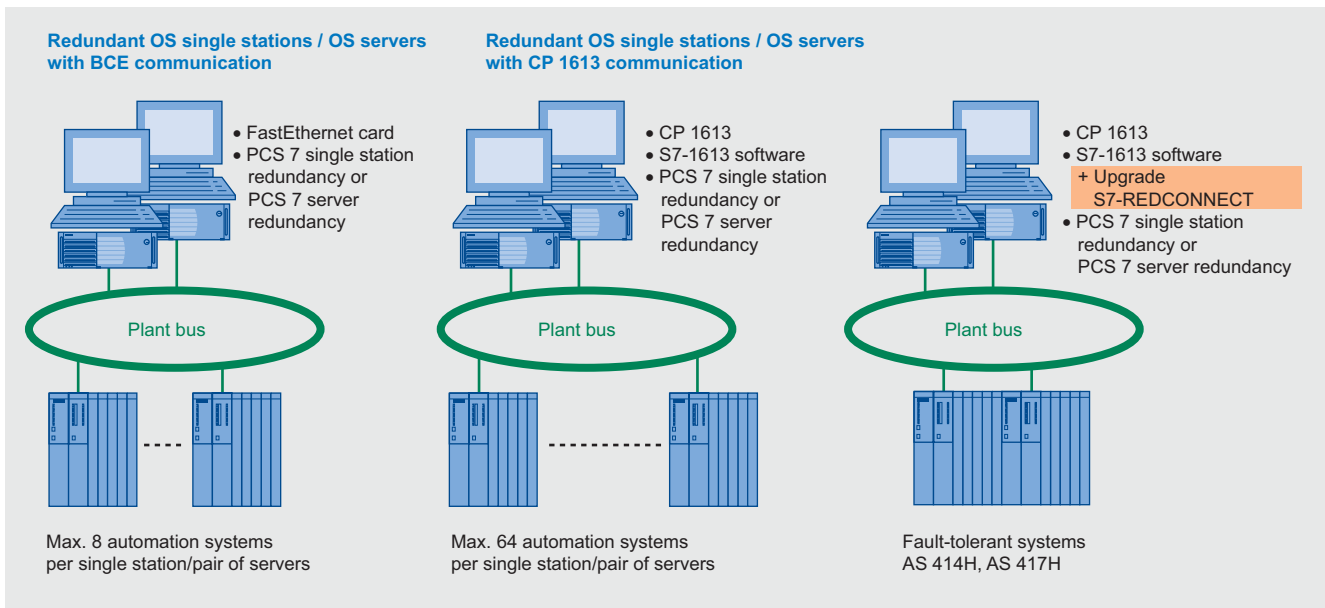 Redundant OS single stations / OS servers
with BCE communication
Redundant OS single stations / OS servers
with CP 1613 communication
• FastEthernet card
• PCS 7 single station
redundancy or
PCS 7 server
redundancy
• CP 1613
• S7-1613 software
• PCS 7 single station
redundancy or
PCS 7 server
redundancy
• CP 1613
• S7-1613 software
+ Upgrade
S7-REDCONNECT
• PCS 7 single station
redundancy or
PCS 7 server redundancy
Plant bus
Plant bus
Plant bus
Max. 8 automation systems
per single station/pair of servers
Max. 64 automation systems
per single station/pair of servers
Fault-tolerant systems
AS 414H, AS 417H